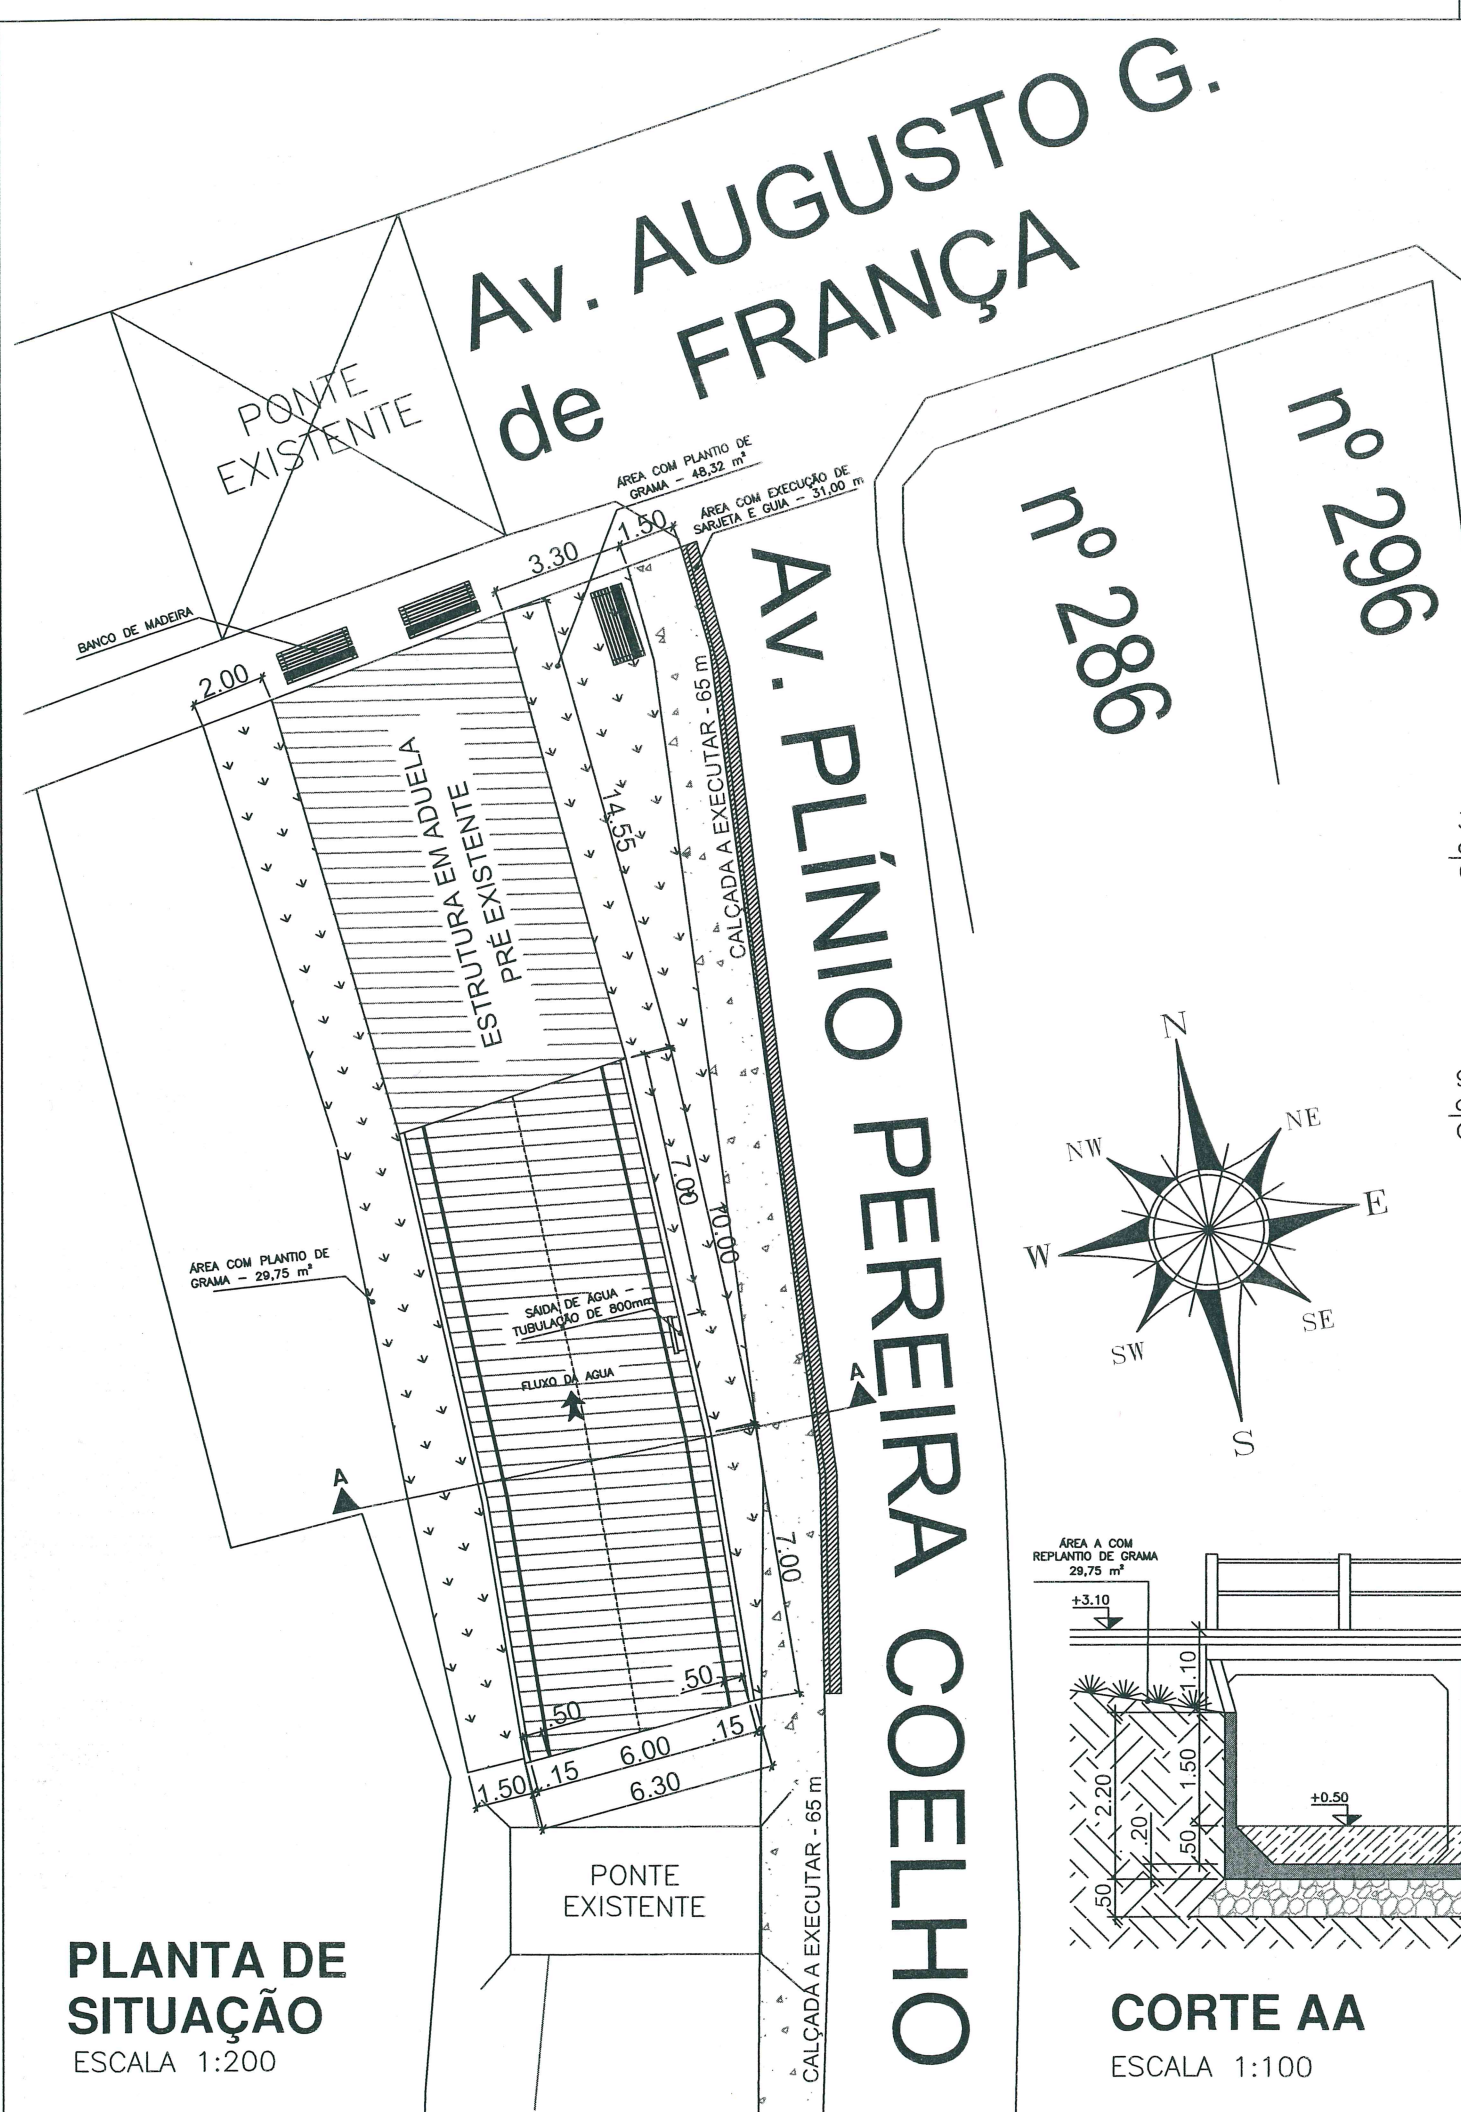 Av. AUGUSTO G.
de FRANÇA
PONTE
EXISTENTE
ÁREA COM PLANTIO DE
GRAMA - 48,32 m²
ÁREA COM EXECUÇÃO DE
SARJETA E GUIA - 31,00 m
nº 286
nº 296
1.50
3.30
BANCO DE MADEIRA
2.00
ESTRUTURA EM ADUELA
PRÉ EXISTENTE
14.55
CALÇADA A EXECUTAR - 65 m
Av. PLÍNIO PEREIRA COELHO
N
NE
E
SE
S
SW
W
NW
7.00
10.00
ÁREA COM PLANTIO DE
GRAMA - 29,75 m²
SAÍDA DE ÁGUA -
TUBULAÇÃO DE 800mm
FLUXO DA AGUA
A
A
7.00
.50
.50
.15
6.00
.15
1.50
6.30
PONTE
EXISTENTE
CALÇADA A EXECUTAR - 65 m
PLANTA DE
SITUAÇÃO
ESCALA 1:200
ÁREA A COM
REPLANTIO DE GRAMA
29,75 m²
+3.10
1.10
1.50
2.20
+0.50
.20
.50
.50
CORTE AA
ESCALA 1:100